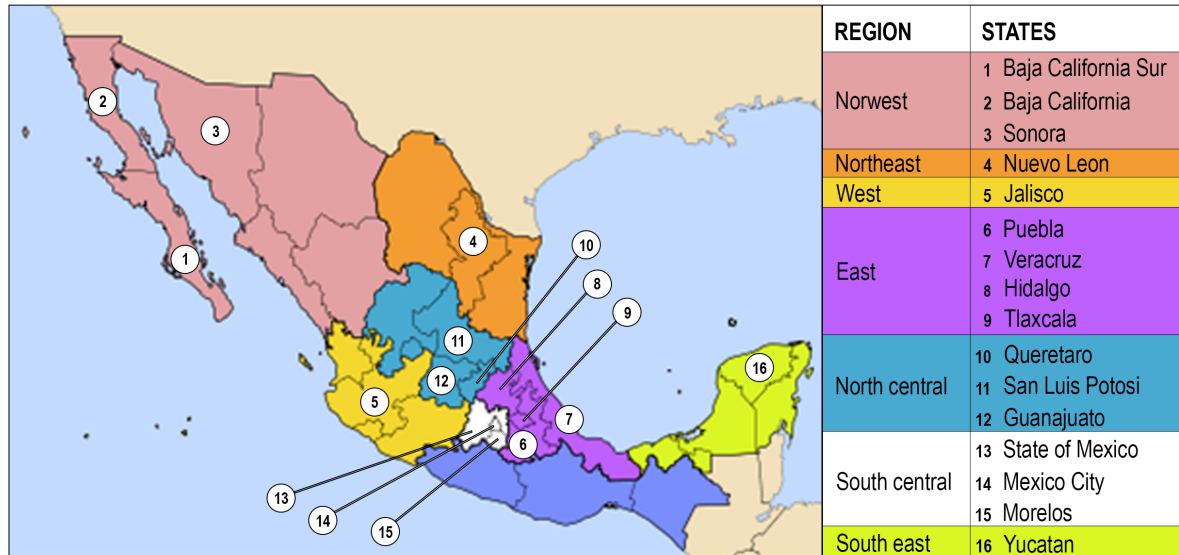 REGION STATES
Norwest
1 Baja California Sur
2 Baja California
3 Sonora
Northeast
4 Nuevo Leon
West
5 Jalisco
East
6 Puebla
7 Veracruz
8 Hidalgo
9 Tlaxcala
North central
10 Queretaro
11 San Luis Potosi
12 Guanajuato
South central
13 State of Mexico
14 Mexico City
15 Morelos
South east
16 Yucatan
2
3
4
10
1
8
9
11
16
12
5
7
6
13
14
15